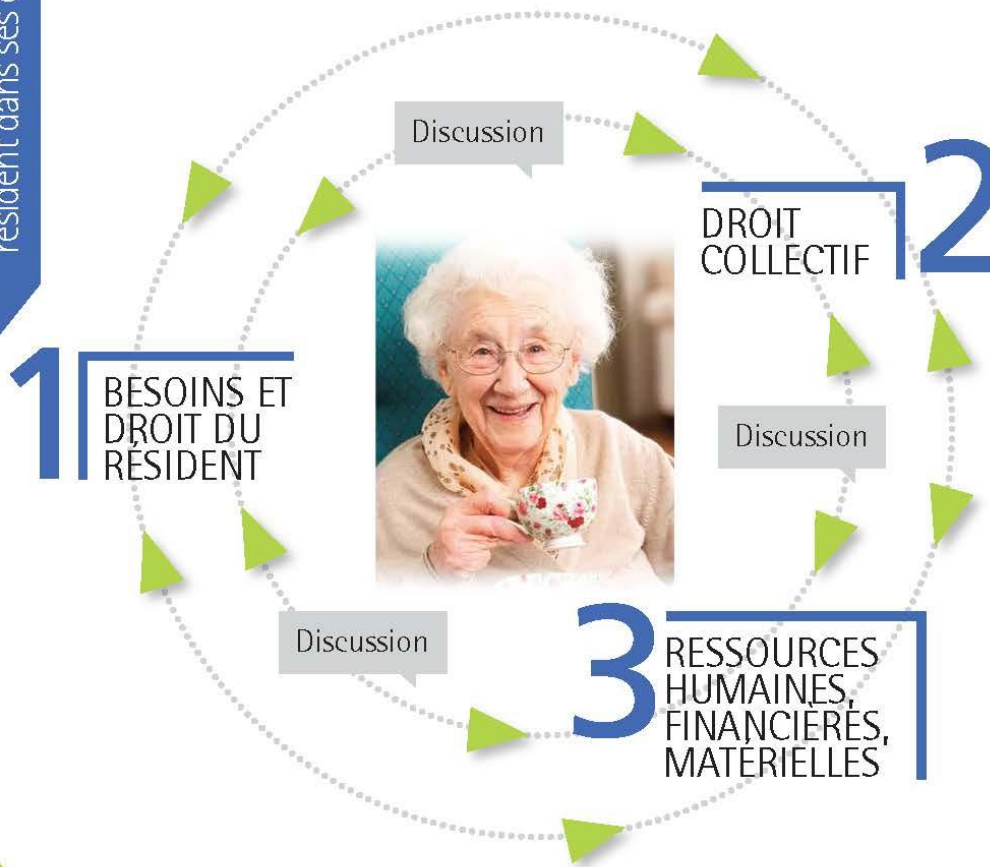 résident dans ses
Discussion
2
DROIT
COLLECTIF
1
BESOINS ET
DROIT DU
RÉSIDENT
Discussion
Discussion
3
RESSOURCES
HUMAINES,
FINANCIÈRES,
MATÉRIELLES